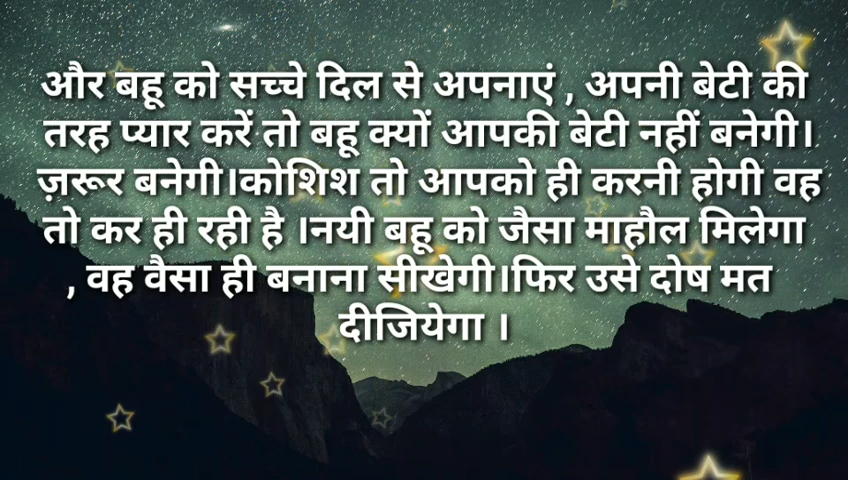 और बहू को सच्चे दिल से अपनाएं , अपनी बेटी की
तरह प्यार करें तो बहू क्यों आपकी बेटी नहीं बनेगी।
ज़रूर बनेगी।कोशिश तो आपको ही करनी होगी वह
तो कर ही रही है ।नयी बहू को जैसा माहौल मिलेगा
, वह वैसा ही बनाना सीखेगी।फिर उसे दोष मत
दीजियेगा ।